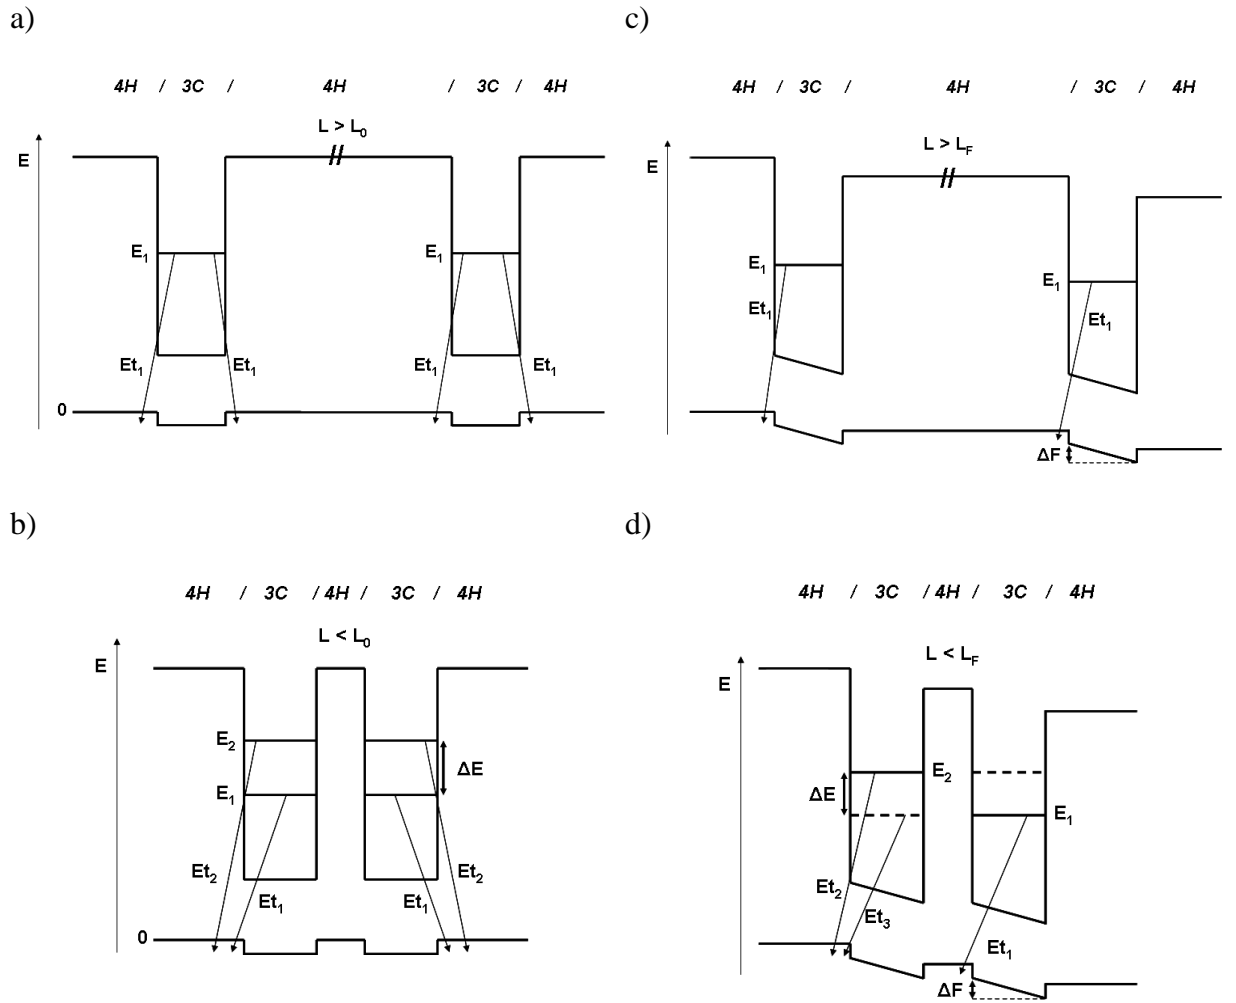 a)
4H / 3C / 4H / 3C / 4H
L > L0
E
E1 E1
Et1 Et1 Et1 Et1
0
c)
4H / 3C / 4H / 3C / 4H
L > LF
E
E1 E1
Et1 Et1
ΔF
b)
4H / 3C / 4H / 3C / 4H
L < L0
E
E2
ΔE
E1
Et2 Et2
Et1 Et1
0
d)
4H / 3C / 4H / 3C / 4H
L < LF
E
E2
ΔE
E1
Et2
Et3
Et1
ΔF